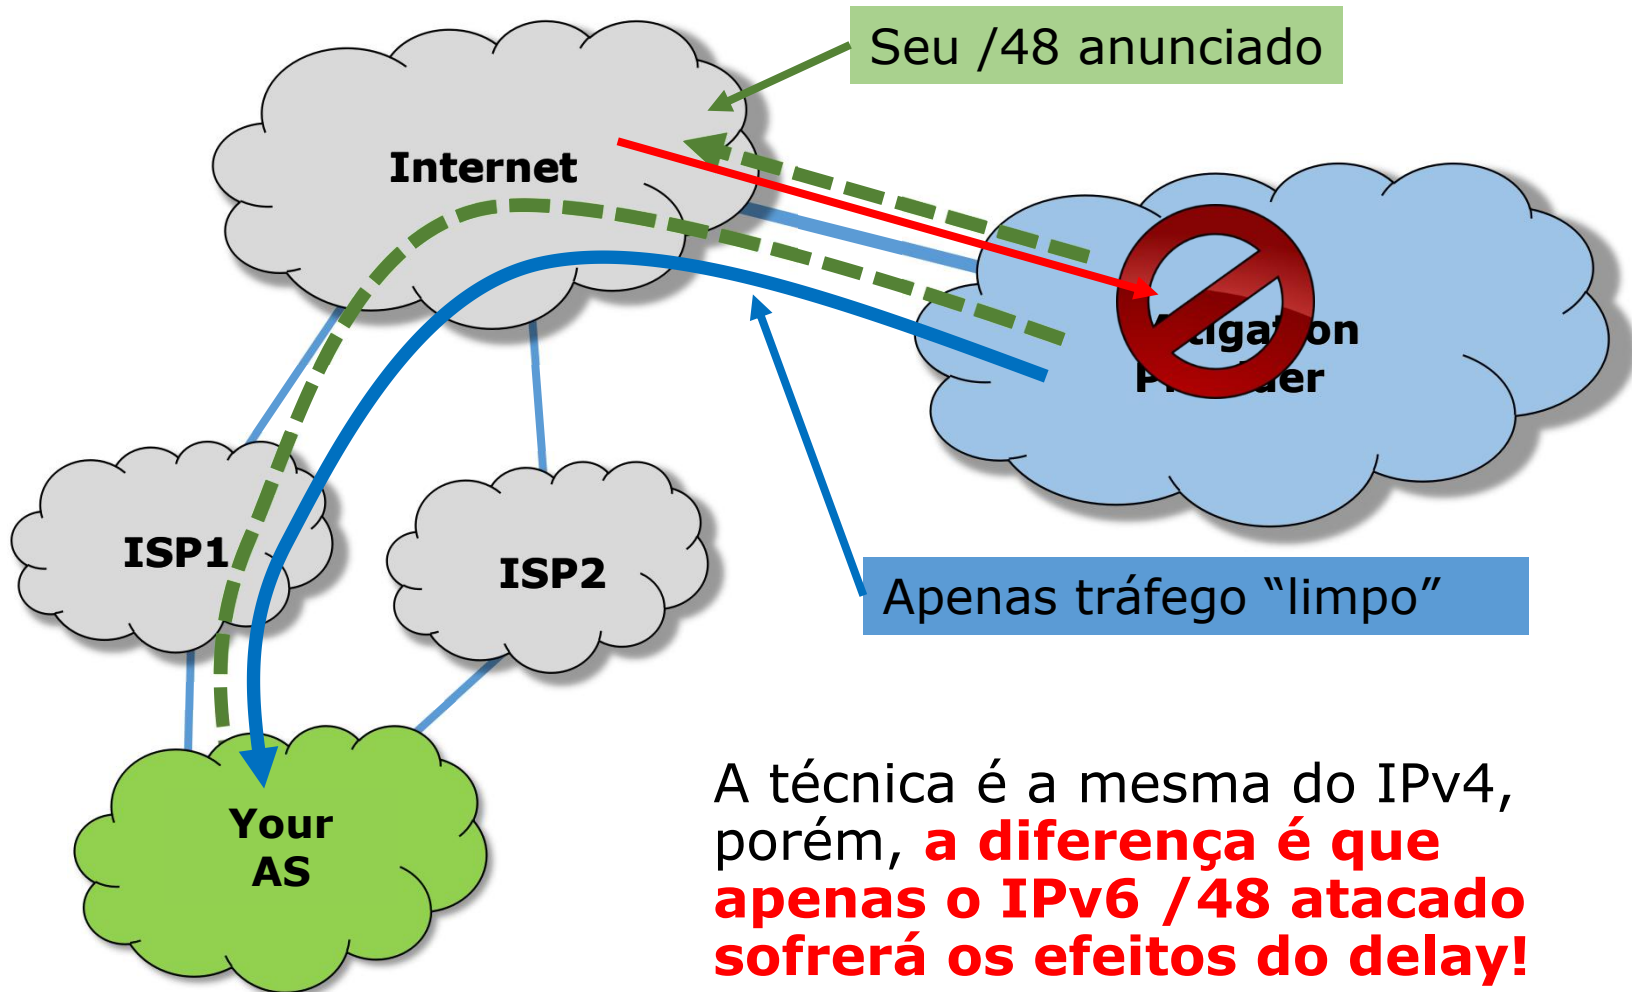 Seu /48 anunciado
Internet
Provider
ISP1
ISP2
Apenas tráfego “limpo”
Your
AS
A técnica é a mesma do IPv4,
porém, a diferença é que
apenas o IPv6 /48 atacado
sofrerá os efeitos do delay!